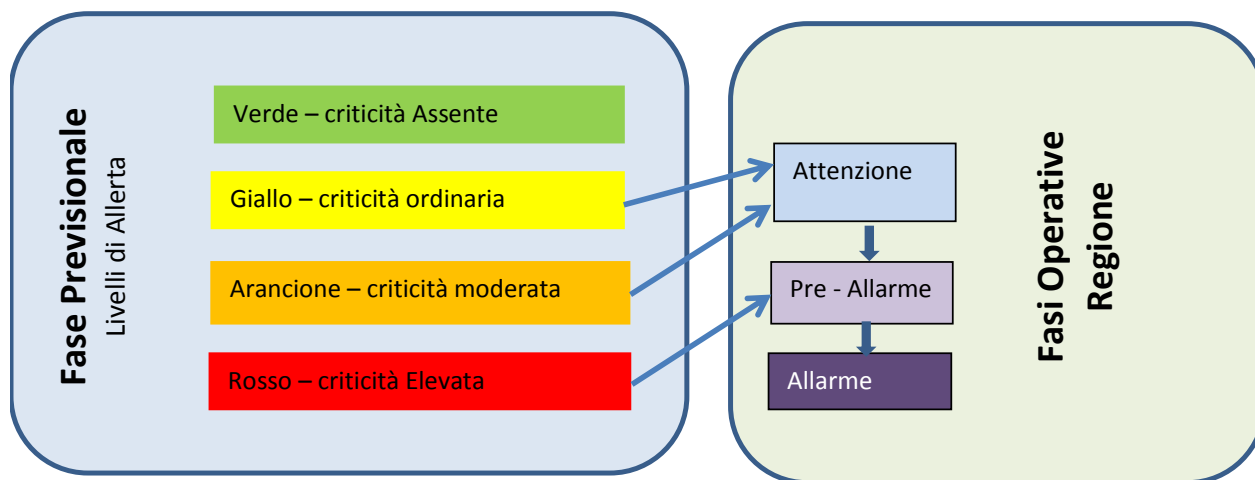 Fase Previsionale
Livelli di Allerta
Verde – criticità Assente
Giallo – criticità ordinaria
Arancione – criticità moderata
Rosso – criticità Elevata
Attenzione
Pre - Allarme
Allarme
Fasi Operative
Regione